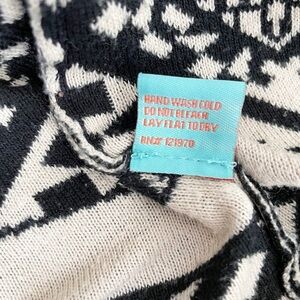 HAND WASH COLD
DO NOT BLEACH
LAY FLAT TO DRY
RN# 121970